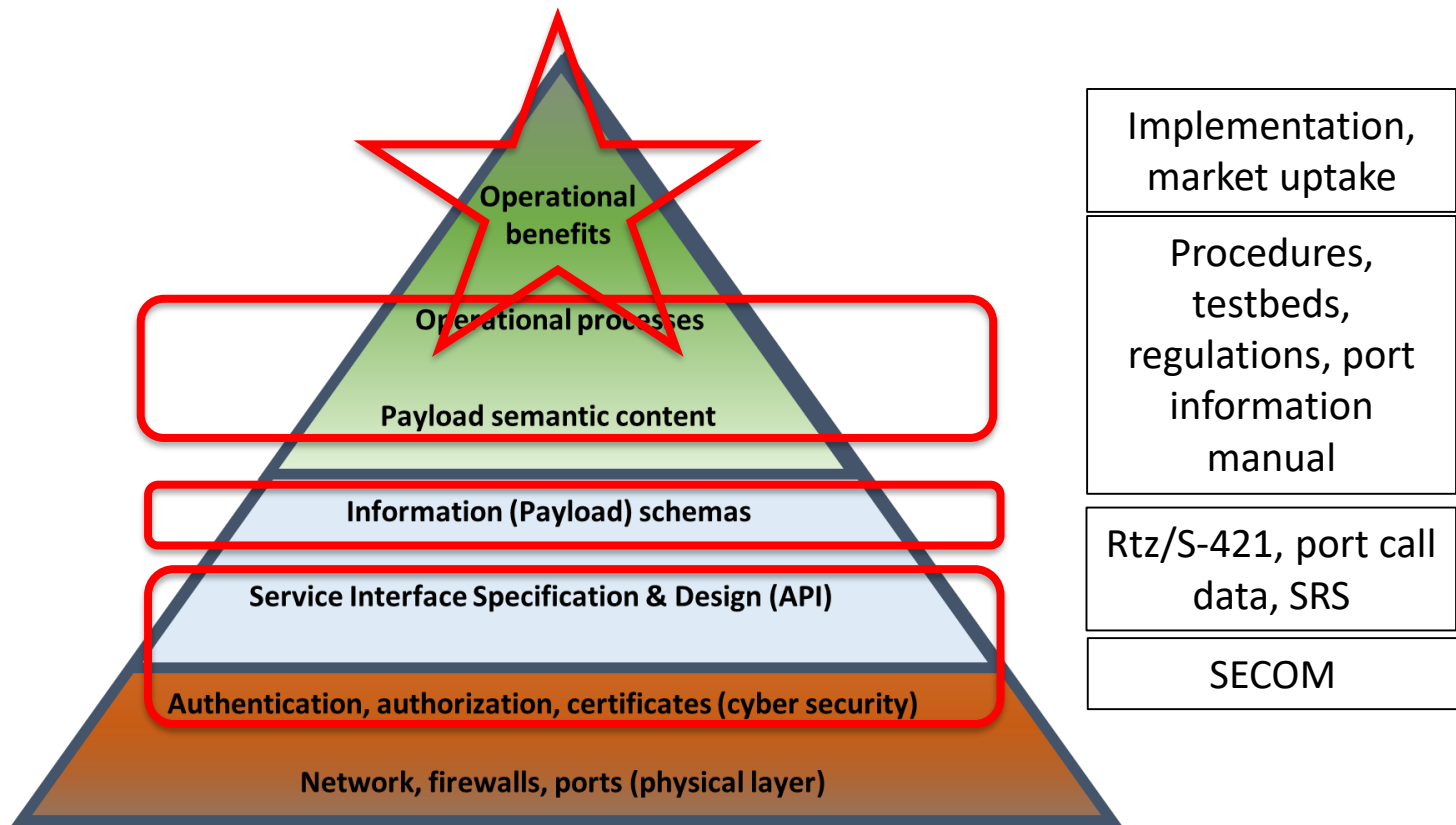 Operational
benefits
Operational processes
Payload semantic content
Information (Payload) schemas
Service Interface Specification & Design (API)
Authentication, authorization, certificates (cyber security)
Network, firewalls, ports (physical layer)
Implementation,
market uptake
Procedures,
testbeds,
regulations, port
information
manual
Rtz/S-421, port call
data, SRS
SECOM